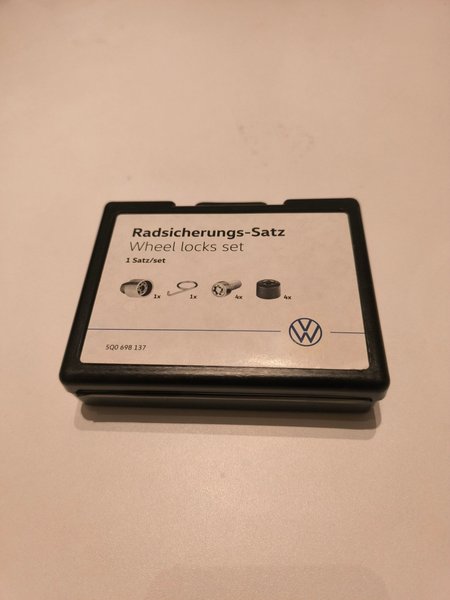 Radsicherungs-Satz
Wheel locks set
1 Satz/set
1x 1x 4x 4x
5Q0 698 137